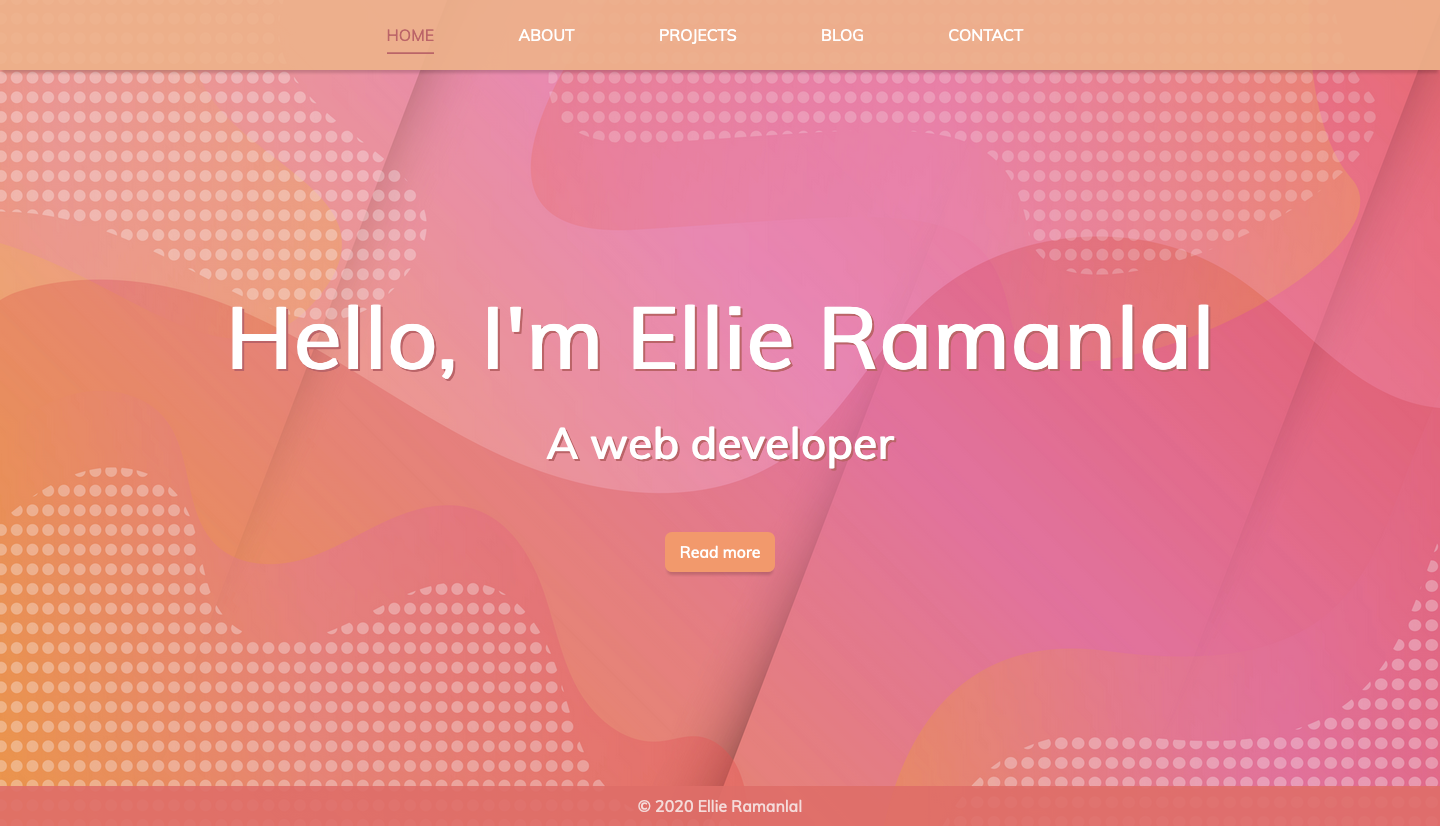 HOME ABOUT PROJECTS BLOG CONTACT
Hello, I'm Ellie Ramanlal
A web developer
Read more
© 2020 Ellie Ramanlal